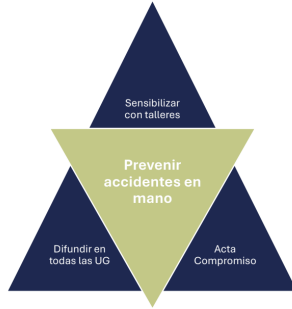 Sensibilizar
con talleres
Prevenir
accidentes en
mano
Difundir en
todas las UG
Acta
Compromiso